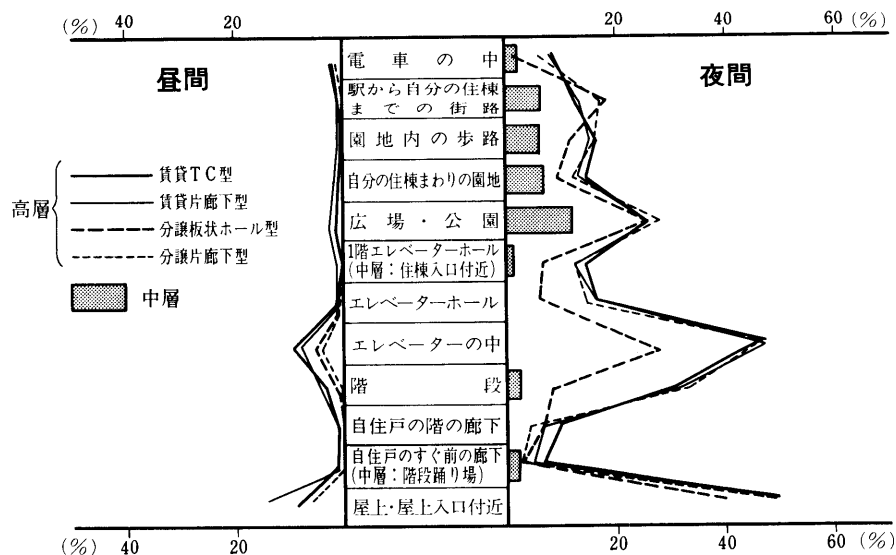 (%) 40 20 20 40 60 (%)
昼間
夜間
電車の中
駅から自分の住棟
までの街路
園地内の歩路
自分の住棟まわりの園地
広場・公園
1階エレベーターホール
(中層：住棟入口付近)
エレベーターホール
エレベーターの中
階段
自住戸の階の廊下
自住戸のすぐ前の廊下
(中層：階段踊り場)
屋上・屋上入口付近
高層
賃貸TC型
賃貸片廊下型
分譲板状ホール型
分譲片廊下型
中層
(%) 40 20 20 40 60 (%)